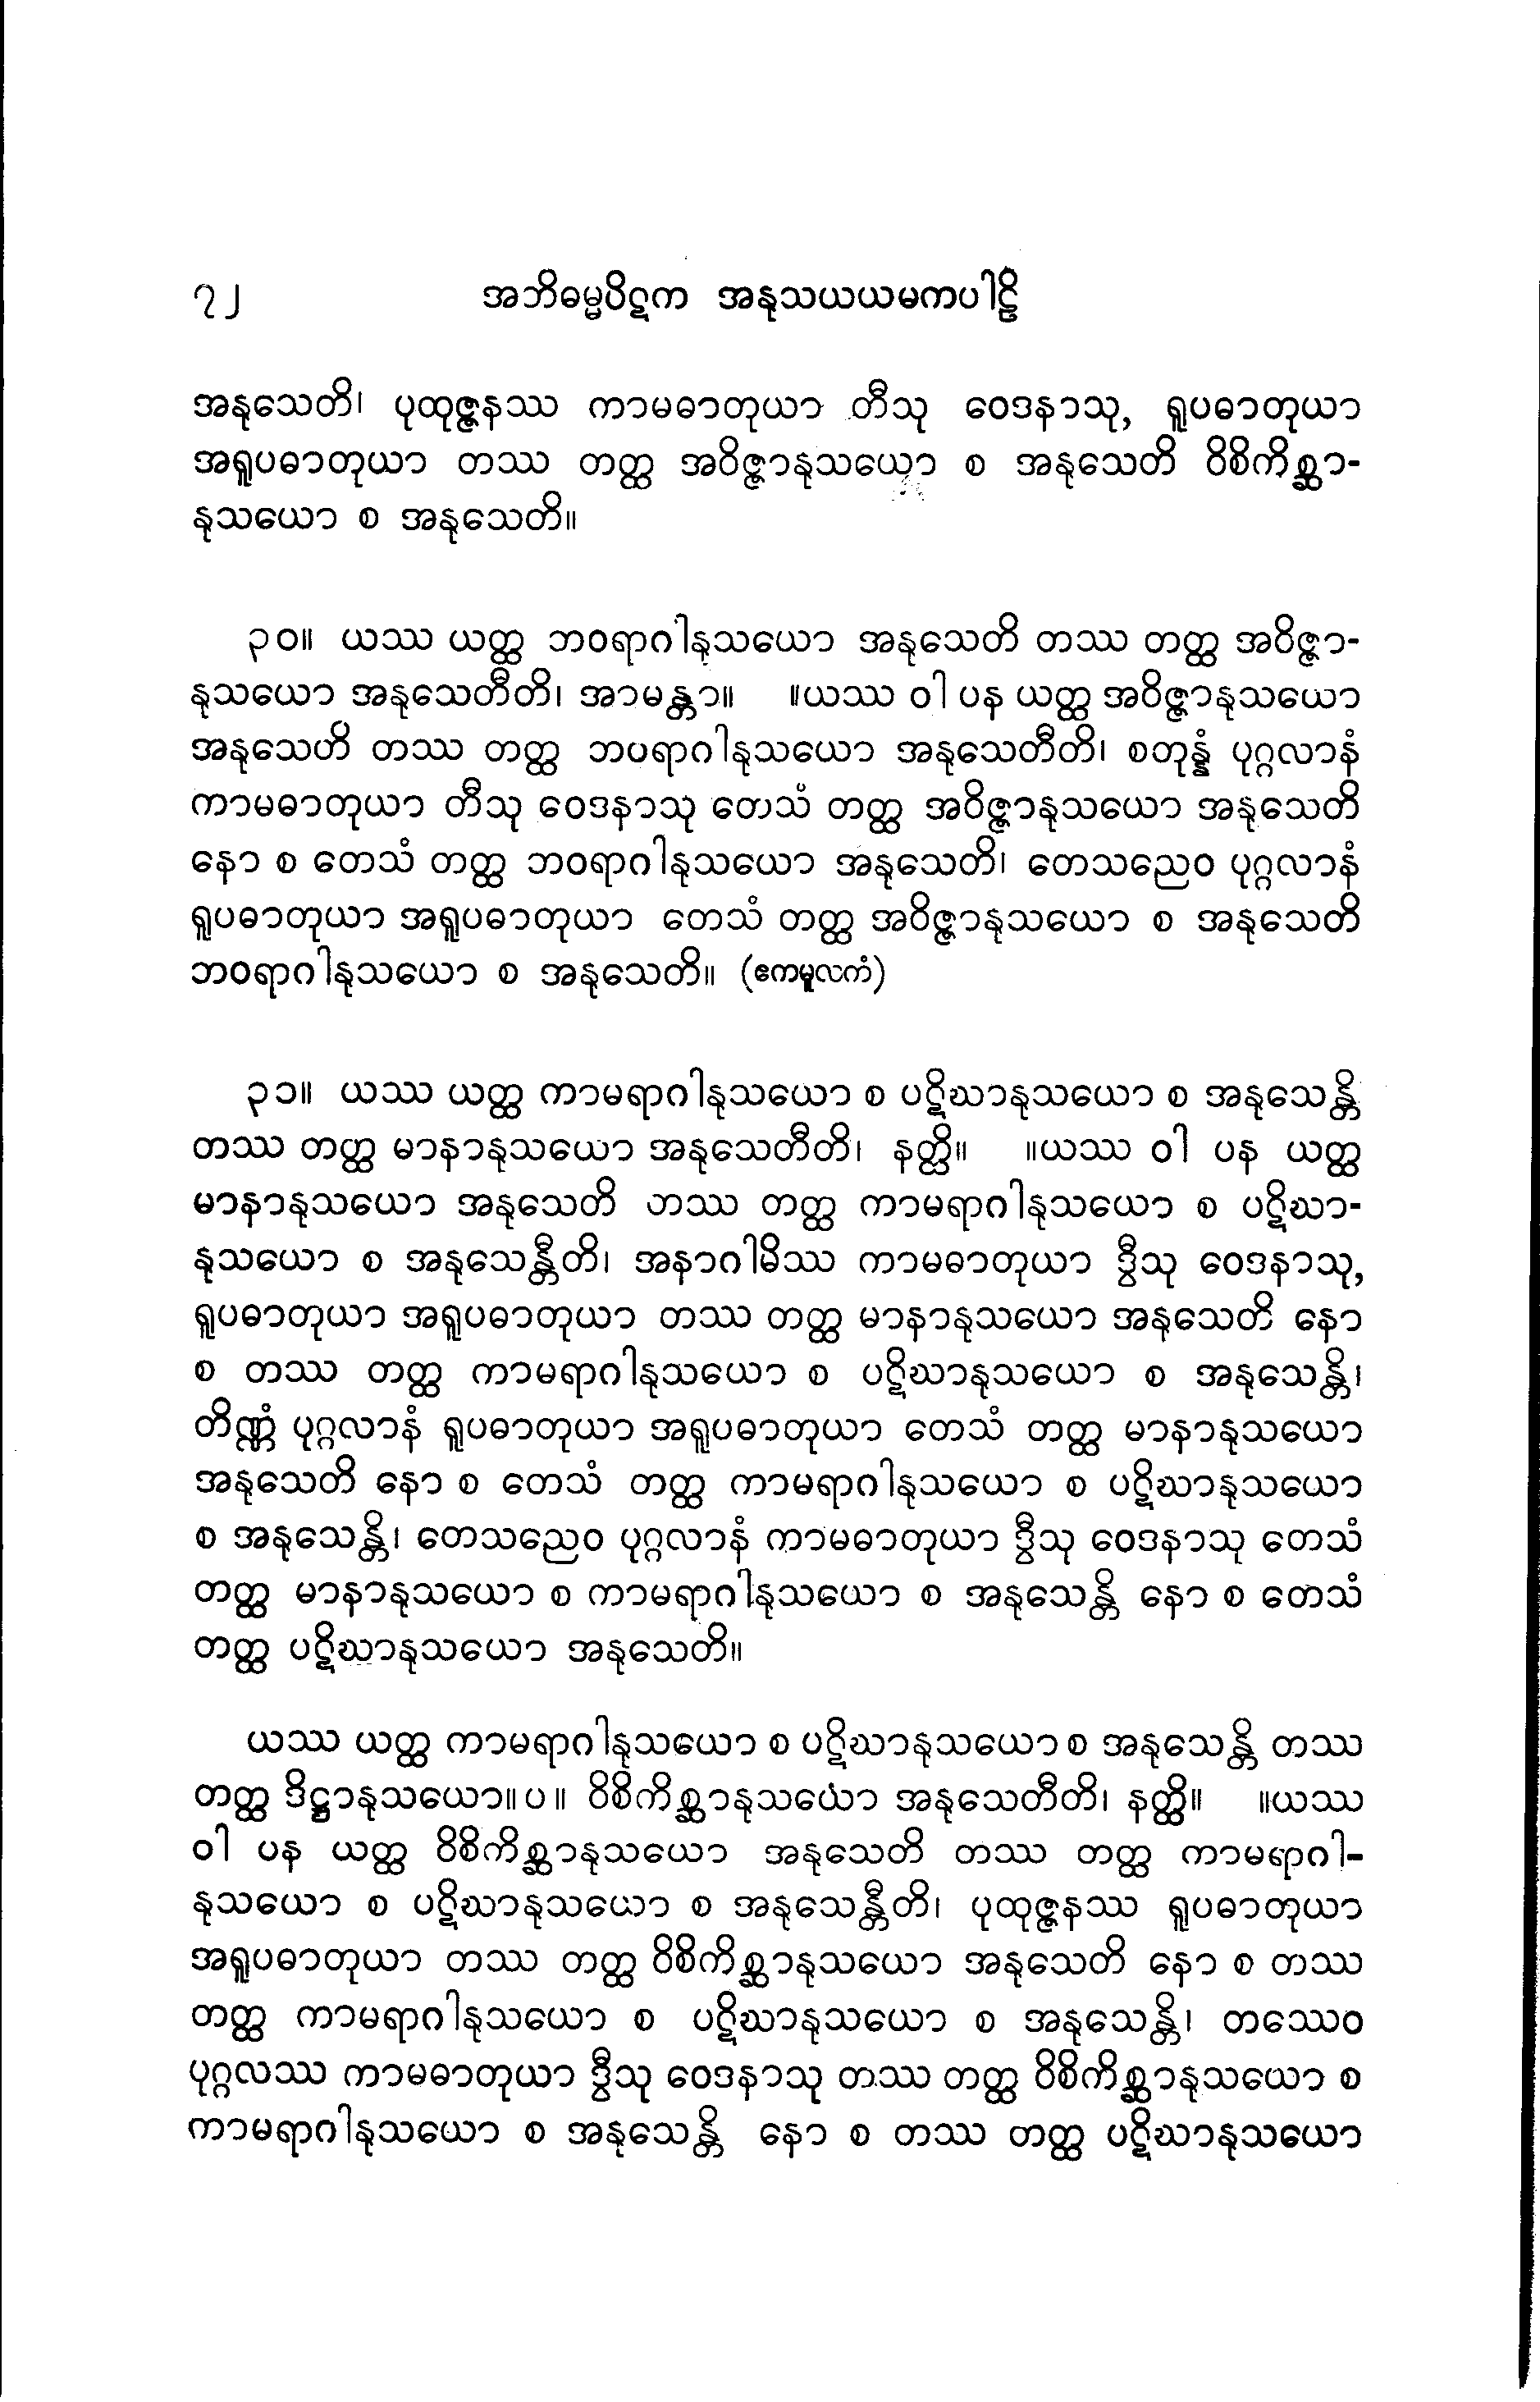 ၇၂ အဘိဓမ္မပိဋက အနုသယယမကပါဠိ
အနုသေတိ၊ ပုထုဇ္ဇနဿ ကာမဓာတုယာ တီသု ဝေဒနာသု, ရူပဓာတုယာ
အရူပဓာတုယာ တဿ တတ္ထ အဝိဇ္ဇာနုသယော စ အနုသေတိ ဝိစိကိစ္ဆာ-
နုသယော စ အနုသေတိ။
၃၀။ ယဿ ယတ္ထ ဘဝရာဂါနုသယော အနုသေတိ တဿ တတ္ထ အဝိဇ္ဇာ-
နုသယော အနုသေတီတိ၊ အာမန္တာ။ ။ယဿ ဝါ ပန ယတ္ထ အဝိဇ္ဇာနုသယော
အနုသေတိ တဿ တတ္ထ ဘဝရာဂါနုသယော အနုသေတီတိ၊ စတုန္နံ ပုဂ္ဂလာနံ
ကာမဓာတုယာ တီသု ဝေဒနာသု တေသံ တတ္ထ အဝိဇ္ဇာနုသယော အနုသေတိ
နော စ တေသံ တတ္ထ ဘဝရာဂါနုသယော အနုသေတိ၊ တေသညေဝ ပုဂ္ဂလာနံ
ရူပဓာတုယာ အရူပဓာတုယာ တေသံ တတ္ထ အဝိဇ္ဇာနုသယော စ အနုသေတိ
ဘဝရာဂါနုသယော စ အနုသေတိ။ (ဧကမူလကံ)
၃၁။ ယဿ ယတ္ထ ကာမရာဂါနုသယော စ ပဋိဃာနုသယော စ အနုသေန္တိ
တဿ တတ္ထ မာနာနုသယော အနုသေတီတိ၊ နတ္ထိ။ ။ယဿ ဝါ ပန ယတ္ထ
မာနာနုသယော အနုသေတိ တဿ တတ္ထ ကာမရာဂါနုသယော စ ပဋိဃာ-
နုသယော စ အနုသေန္တီတိ၊ အနာဂါမိဿ ကာမဓာတုယာ ဒွီသု ဝေဒနာသု,
ရူပဓာတုယာ အရူပဓာတုယာ တဿ တတ္ထ မာနာနုသယော အနုသေတိ နော
စ တဿ တတ္ထ ကာမရာဂါနုသယော စ ပဋိဃာနုသယော စ အနုသေန္တိ၊
တိဏ္ဏံ ပုဂ္ဂလာနံ ရူပဓာတုယာ အရူပဓာတုယာ တေသံ တတ္ထ မာနာနုသယော
အနုသေတိ နော စ တေသံ တတ္ထ ကာမရာဂါနုသယော စ ပဋိဃာနုသယော
စ အနုသေန္တိ၊ တေသညေဝ ပုဂ္ဂလာနံ ကာမဓာတုယာ ဒွီသု ဝေဒနာသု တေသံ
တတ္ထ မာနာနုသယော စ ကာမရာဂါနုသယော စ အနုသေန္တိ နော စ တေသံ
တတ္ထ ပဋိဃာနုသယော အနုသေတိ။
ယဿ ယတ္ထ ကာမရာဂါနုသယော စ ပဋိဃာနုသယော စ အနုသေန္တိ တဿ
တတ္ထ ဒိဋ္ဌာနုသယော။ပ။ ဝိစိကိစ္ဆာနုသယော အနုသေတီတိ၊ နတ္ထိ။ ။ယဿ
ဝါ ပန ယတ္ထ ဝိစိကိစ္ဆာနုသယော အနုသေတိ တဿ တတ္ထ ကာမရာဂါ-
နုသယော စ ပဋိဃာနုသယော စ အနုသေန္တီတိ၊ ပုထုဇ္ဇနဿ ရူပဓာတုယာ
အရူပဓာတုယာ တဿ တတ္ထ ဝိစိကိစ္ဆာနုသယော အနုသေတိ နော စ တဿ
တတ္ထ ကာမရာဂါနုသယော စ ပဋိဃာနုသယော စ အနုသေန္တိ၊ တဿေဝ
ပုဂ္ဂလဿ ကာမဓာတုယာ ဒွီသု ဝေဒနာသု တဿ တတ္ထ ဝိစိကိစ္ဆာနုသယော စ
ကာမရာဂါနုသယော စ အနုသေန္တိ နော စ တဿ တတ္ထ ပဋိဃာနုသယော